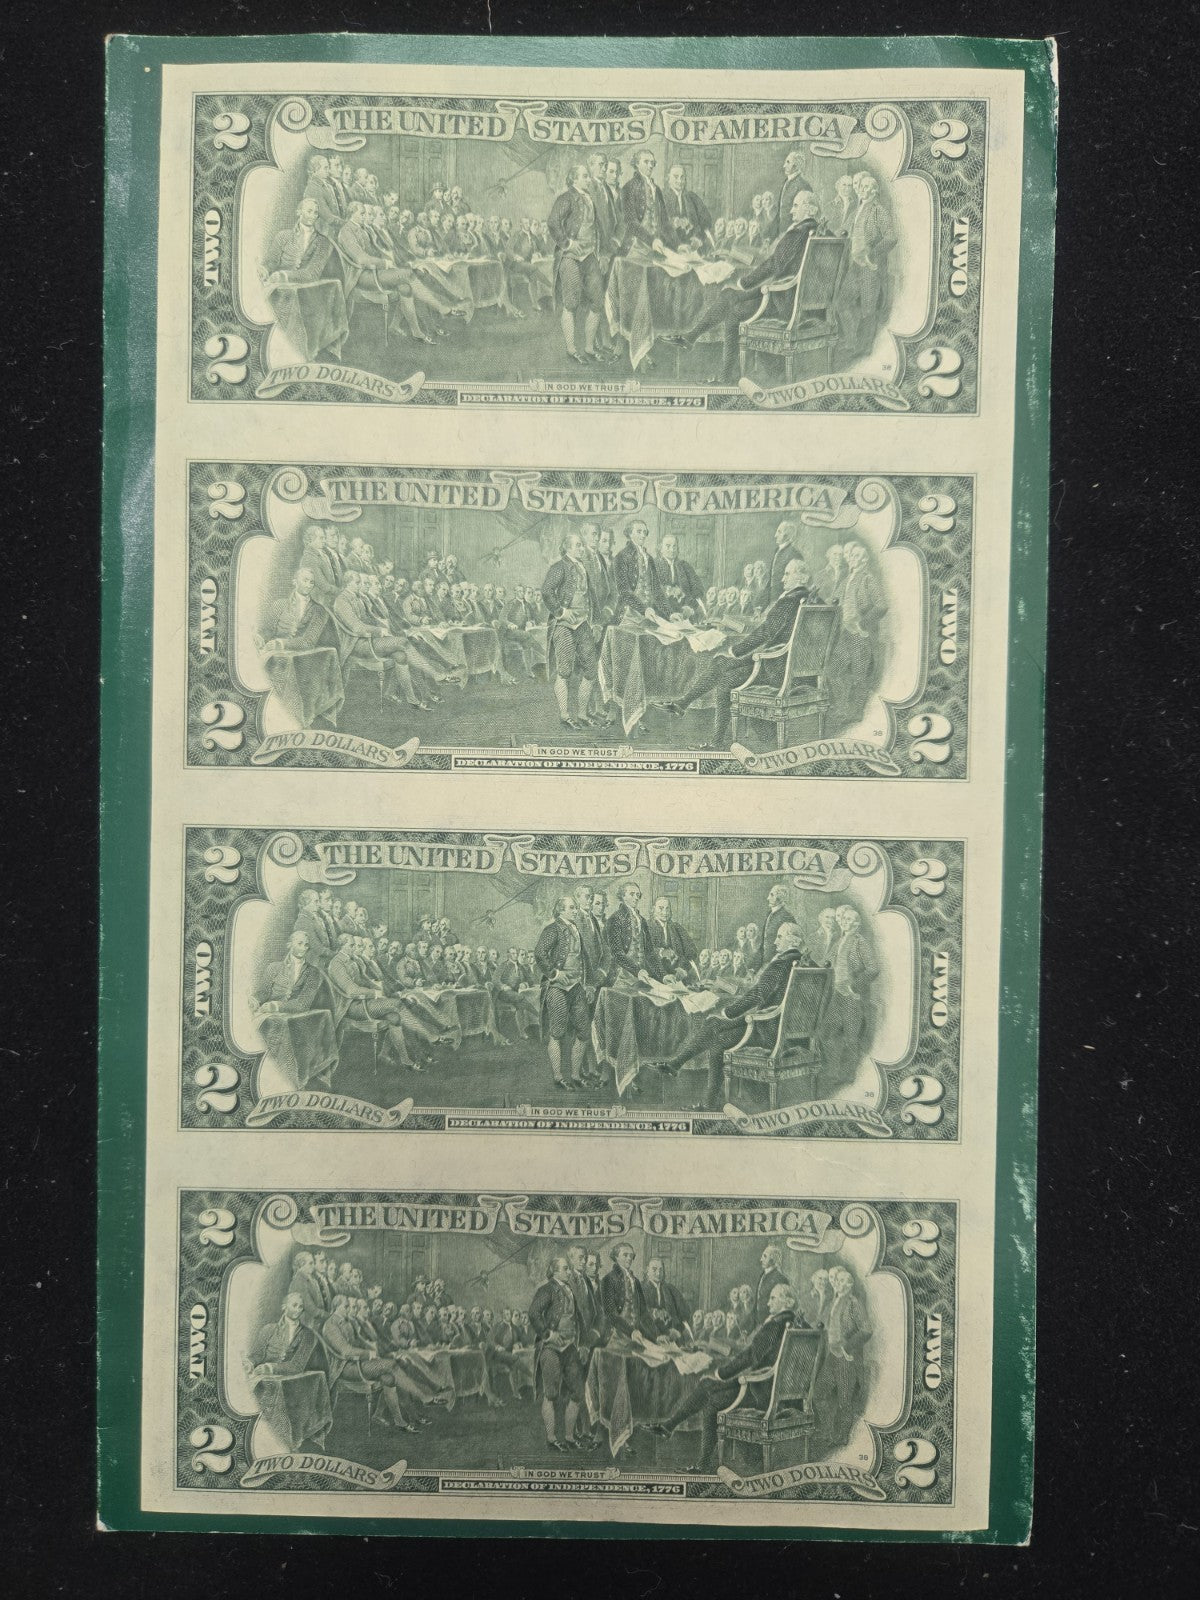 THE UNITED STATES OF AMERICA
2 2
TWO TWO
2 2
TWO DOLLARS TWO DOLLARS
38
IN GOD WE TRUST
DECLARATION OF INDEPENDENCE, 1776
THE UNITED STATES OF AMERICA
2 2
TWO TWO
2 2
TWO DOLLARS TWO DOLLARS
38
IN GOD WE TRUST
DECLARATION OF INDEPENDENCE, 1776
THE UNITED STATES OF AMERICA
2 2
TWO TWO
2 2
TWO DOLLARS TWO DOLLARS
38
IN GOD WE TRUST
DECLARATION OF INDEPENDENCE, 1776
THE UNITED STATES OF AMERICA
2 2
TWO TWO
2 2
TWO DOLLARS TWO DOLLARS
38
IN GOD WE TRUST
DECLARATION OF INDEPENDENCE, 1776